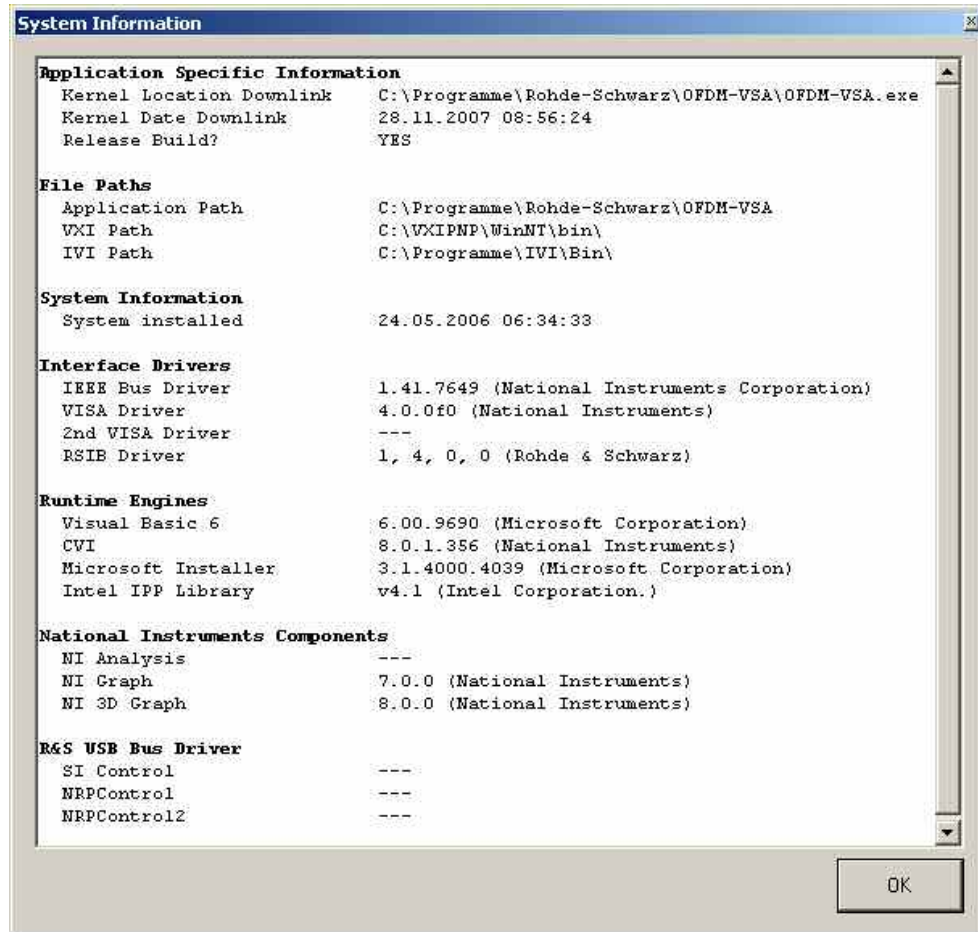 System Information
Application Specific Information
Kernel Location Downlink C:\Programme\Rohde-Schwarz\OFDM-VSA\OFDM-VSA.exe
Kernel Date Downlink 28.11.2007 08:56:24
Release Build? YES
File Paths
Application Path C:\Programme\Rohde-Schwarz\OFDM-VSA
VXI Path C:\VXIPNP\WinNT\bin\
IVI Path C:\Programme\IVI\Bin\
System Information
System installed 24.05.2006 06:34:33
Interface Drivers
IEEE Bus Driver 1.41.7649 (National Instruments Corporation)
VISA Driver 4.0.0f0 (National Instruments)
2nd VISA Driver ---
RSIB Driver 1, 4, 0, 0 (Rohde & Schwarz)
Runtime Engines
Visual Basic 6 6.00.9690 (Microsoft Corporation)
CVI 8.0.1.356 (National Instruments)
Microsoft Installer 3.1.4000.4039 (Microsoft Corporation)
Intel IPP Library v4.1 (Intel Corporation.)
National Instruments Components
NI Analysis ---
NI Graph 7.0.0 (National Instruments)
NI 3D Graph 8.0.0 (National Instruments)
R&S USB Bus Driver
SI Control ---
NRPControl ---
NRPControl2 ---
OK